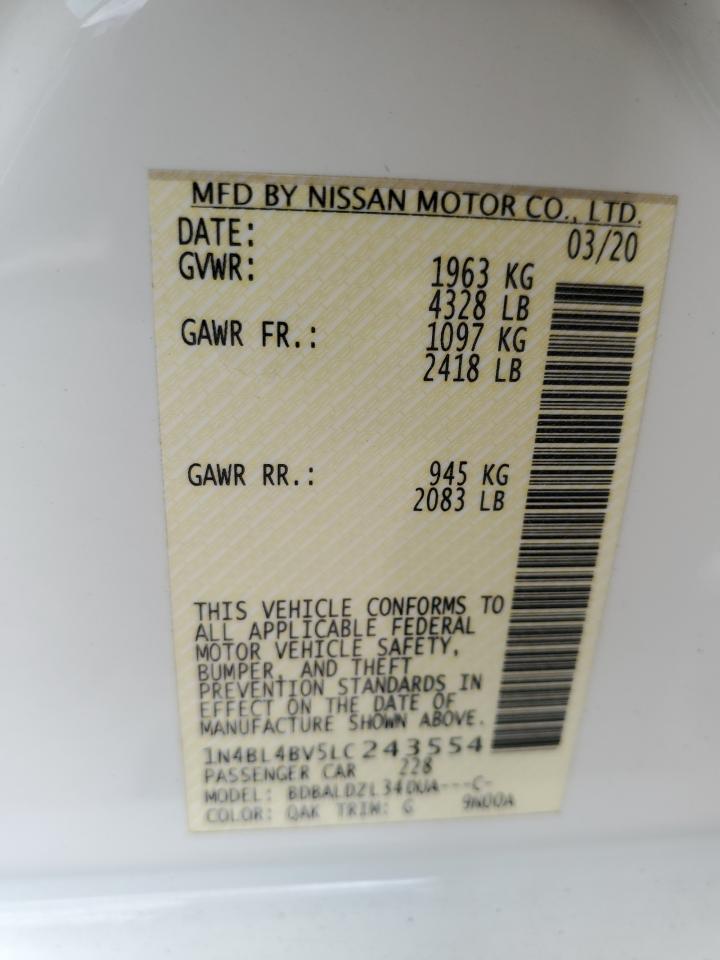 MFD BY NISSAN MOTOR CO., LTD.
DATE: 03/20
GVWR: 1963 KG
4328 LB
GAWR FR.: 1097 KG
2418 LB
GAWR RR.: 945 KG
2083 LB
THIS VEHICLE CONFORMS TO
ALL APPLICABLE FEDERAL
MOTOR VEHICLE SAFETY,
BUMPER, AND THEFT
PREVENTION STANDARDS IN
EFFECT ON THE DATE OF
MANUFACTURE SHOWN ABOVE.
1N4BL4BV5LC243554
PASSENGER CAR 228
MODEL: BDBALDZL34DUA---C-
COLOR: QAK TRIM: G